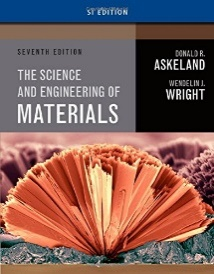 SI EDITION
SEVENTH EDITION
DONALD R.
ASKELAND
WENDELIN J.
WRIGHT
THE SCIENCE
AND ENGINEERING OF
MATERIALS